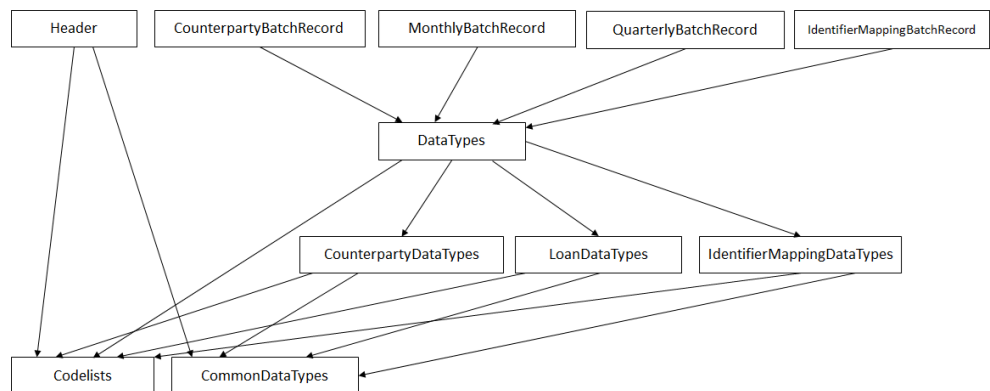 Header
CounterpartyBatchRecord
MonthlyBatchRecord
QuarterlyBatchRecord
IdentifierMappingBatchRecord
DataTypes
CounterpartyDataTypes
LoanDataTypes
IdentifierMappingDataTypes
Codelists
CommonDataTypes